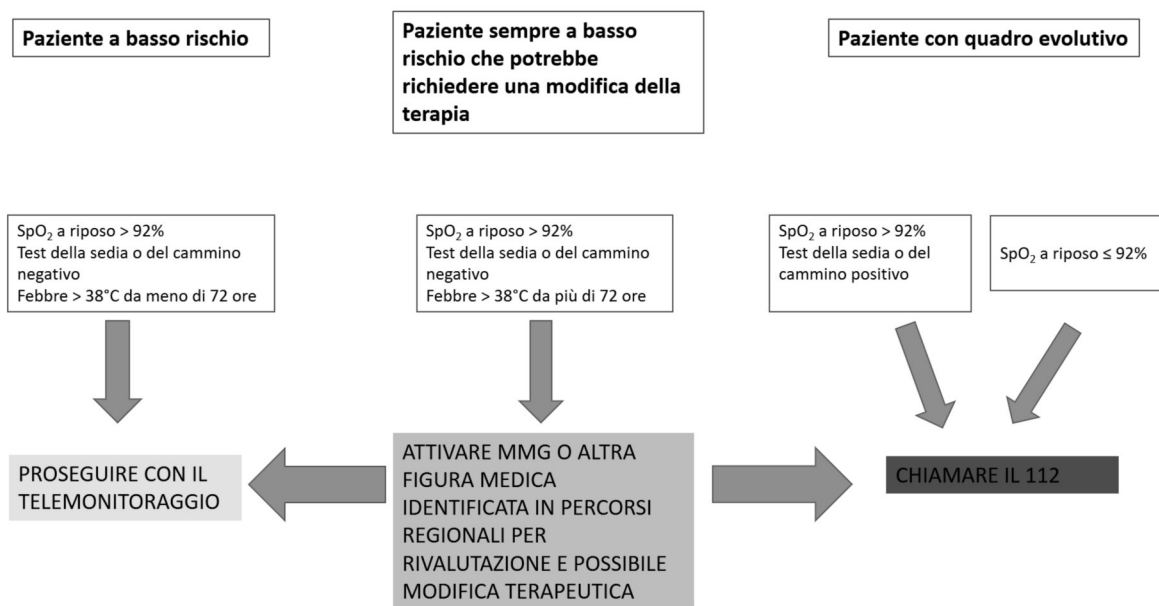 Paziente a basso rischio
Paziente sempre a basso
rischio che potrebbe
richiedere una modifica della
terapia
Paziente con quadro evolutivo
SpO₂ a riposo > 92%
Test della sedia o del cammino
negativo
Febbre > 38°C da meno di 72 ore
SpO₂ a riposo > 92%
Test della sedia o del cammino
negativo
Febbre > 38°C da più di 72 ore
SpO₂ a riposo > 92%
Test della sedia o del
cammino positivo
SpO₂ a riposo ≤ 92%
PROSEGUIRE CON IL
TELEMONITORAGGIO
ATTIVARE MMG O ALTRA
FIGURA MEDICA
IDENTIFICATA IN PERCORSI
REGIONALI PER
RIVALUTAZIONE E POSSIBILE
MODIFICA TERAPEUTICA
CHIAMARE IL 112